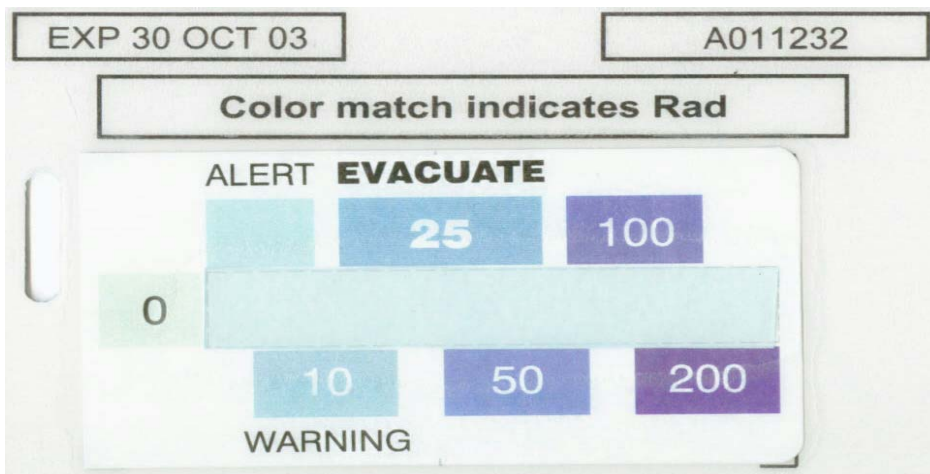 EXP 30 OCT 03
A011232
Color match indicates Rad
ALERT EVACUATE
25 100
0
10 50 200
WARNING